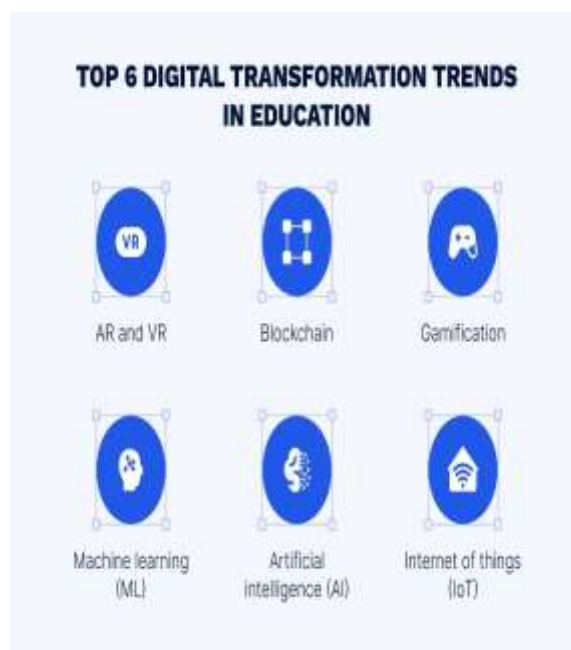 TOP 6 DIGITAL TRANSFORMATION TRENDS
IN EDUCATION
VR
AR and VR
Blockchain
Gamification
Machine learning
(ML)
Artificial
intelligence (AI)
Internet of things
(IoT)